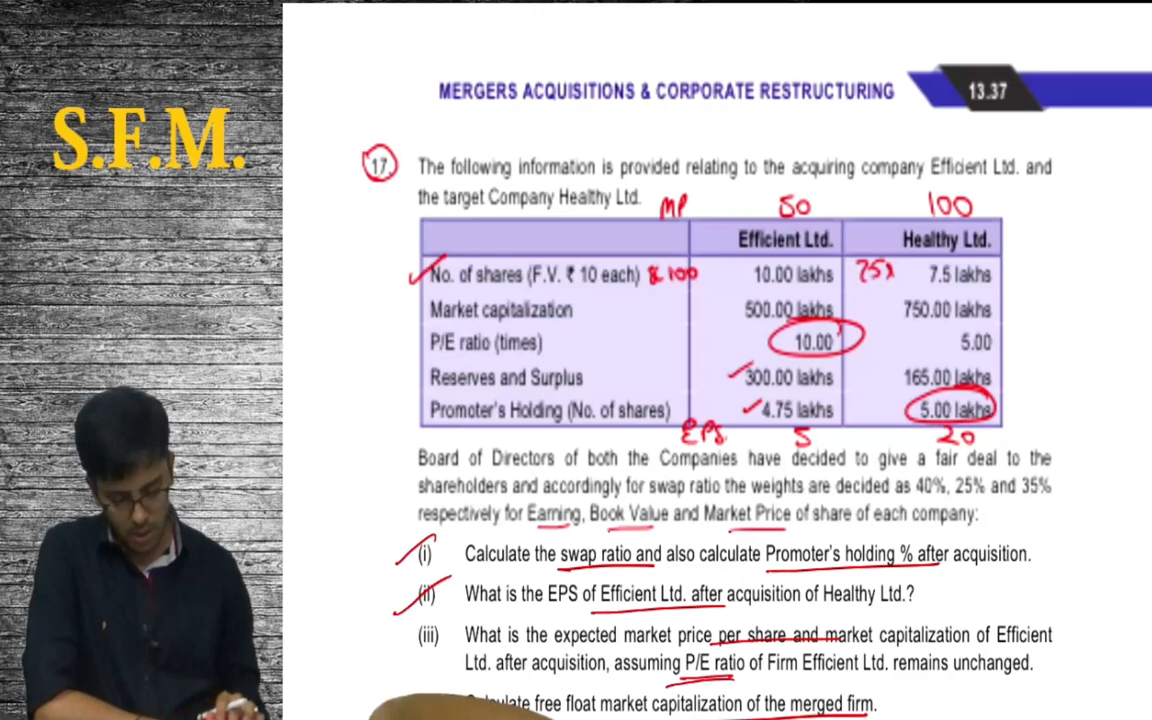 S.F.M.
MERGERS ACQUISITIONS & CORPORATE RESTRUCTURING 13.37
17. The following information is provided relating to the acquiring company Efficient Ltd. and
the target Company Healthy Ltd.
MP 50 100
Efficient Ltd. Healthy Ltd.
No. of shares (F.V. ₹ 10 each) & 100 10.00 lakhs 7.5 lakhs
Market capitalization 500.00 lakhs 750.00 lakhs
P/E ratio (times) 10.00 5.00
Reserves and Surplus 300.00 lakhs 165.00 lakhs
Promoter's Holding (No. of shares) 4.75 lakhs 5.00 lakhs
EPS 5 20
Board of Directors of both the Companies have decided to give a fair deal to the
shareholders and accordingly for swap ratio the weights are decided as 40%, 25% and 35%
respectively for Earning, Book Value and Market Price of share of each company:
(i) Calculate the swap ratio and also calculate Promoter's holding % after acquisition.
(ii) What is the EPS of Efficient Ltd. after acquisition of Healthy Ltd.?
(iii) What is the expected market price per share and market capitalization of Efficient
Ltd. after acquisition, assuming P/E ratio of Firm Efficient Ltd. remains unchanged.
free float market capitalization of the merged firm.